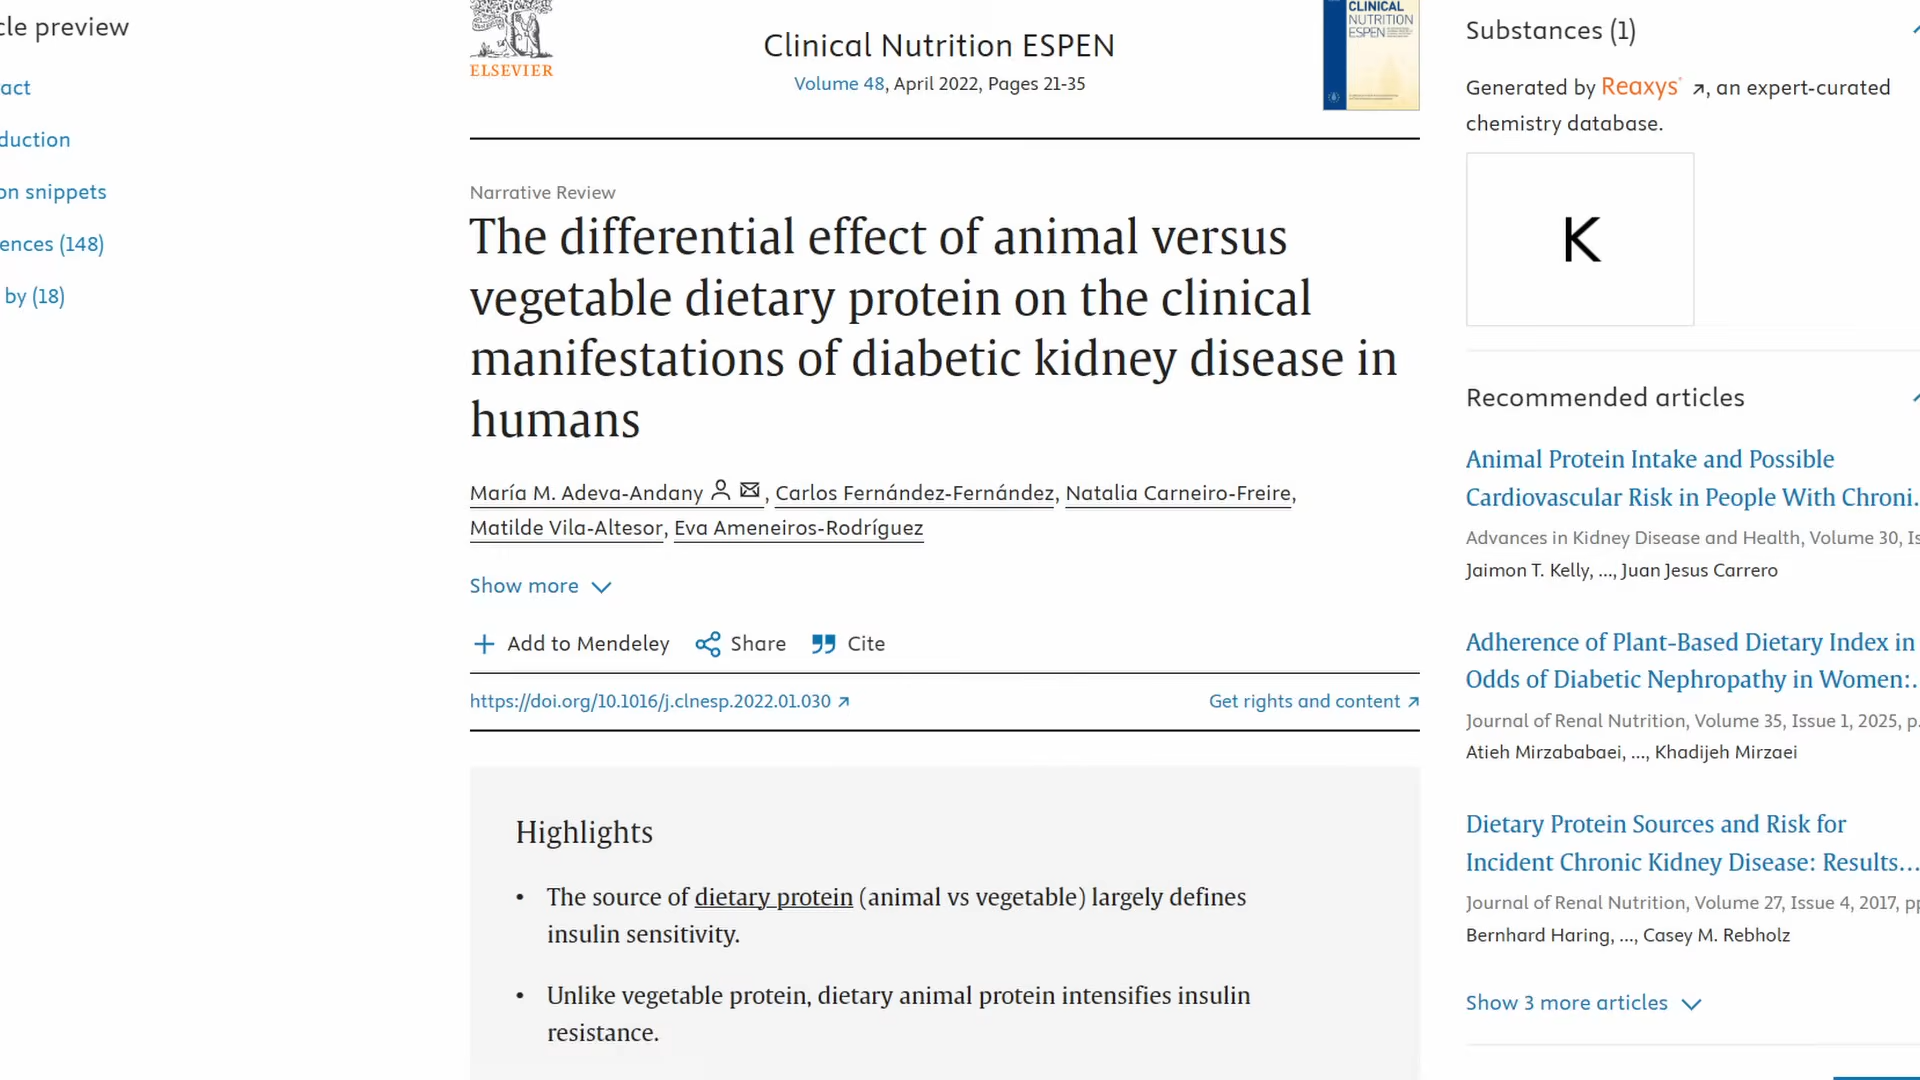 cle preview
act
duction
on snippets
ences (148)
by (18)
ELSEVIER
Clinical Nutrition ESPEN
Volume 48, April 2022, Pages 21-35
CLINICAL
NUTRITION
ESPEN
Narrative Review
The differential effect of animal versus
vegetable dietary protein on the clinical
manifestations of diabetic kidney disease in
humans
María M. Adeva-Andany, Carlos Fernández-Fernández, Natalia Carneiro-Freire,
Matilde Vila-Altesor, Eva Ameneiros-Rodríguez
Show more
Add to Mendeley Share Cite
https://doi.org/10.1016/j.clnesp.2022.01.030 Get rights and content
Highlights
• The source of dietary protein (animal vs vegetable) largely defines
insulin sensitivity.
• Unlike vegetable protein, dietary animal protein intensifies insulin
resistance.
Substances (1)
Generated by Reaxys, an expert-curated
chemistry database.
K
Recommended articles
Animal Protein Intake and Possible
Cardiovascular Risk in People With Chroni.
Advances in Kidney Disease and Health, Volume 30, Is
Jaimon T. Kelly, ..., Juan Jesus Carrero
Adherence of Plant-Based Dietary Index in
Odds of Diabetic Nephropathy in Women:.
Journal of Renal Nutrition, Volume 35, Issue 1, 2025, p.
Atieh Mirzababaei, ..., Khadijeh Mirzaei
Dietary Protein Sources and Risk for
Incident Chronic Kidney Disease: Results...
Journal of Renal Nutrition, Volume 27, Issue 4, 2017, pp
Bernhard Haring, ..., Casey M. Rebholz
Show 3 more articles